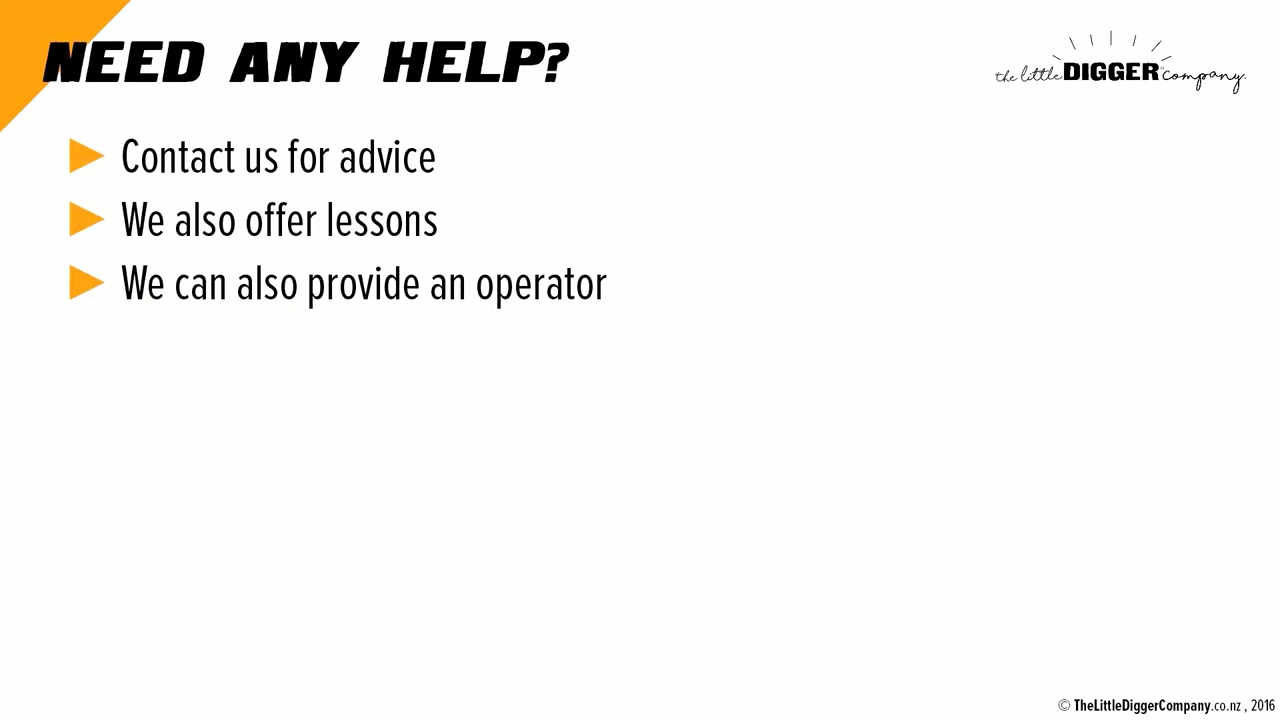 NEED ANY HELP?
the little DIGGER company.
Contact us for advice
We also offer lessons
We can also provide an operator
© TheLittleDiggerCompany.co.nz , 2016